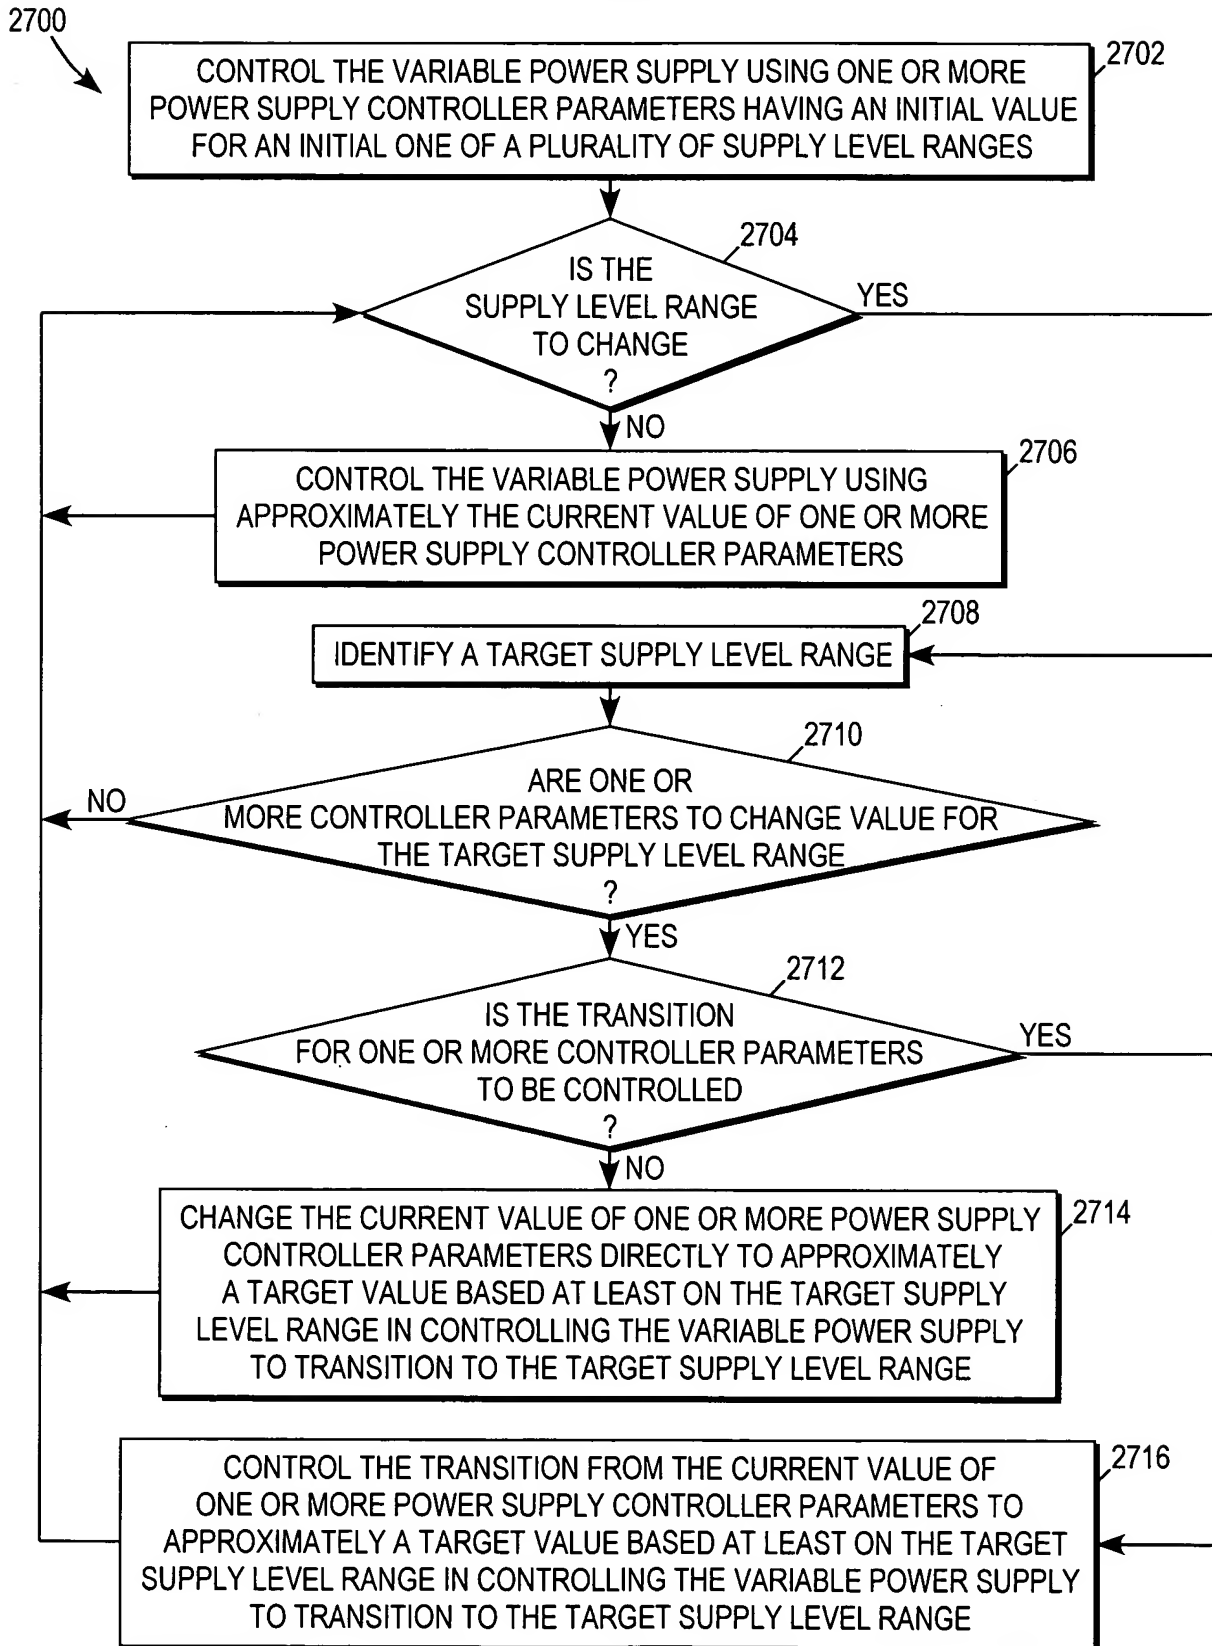 2700
2702
CONTROL THE VARIABLE POWER SUPPLY USING ONE OR MORE
POWER SUPPLY CONTROLLER PARAMETERS HAVING AN INITIAL VALUE
FOR AN INITIAL ONE OF A PLURALITY OF SUPPLY LEVEL RANGES
2704
IS THE
SUPPLY LEVEL RANGE
TO CHANGE
?
YES
NO
2706
CONTROL THE VARIABLE POWER SUPPLY USING
APPROXIMATELY THE CURRENT VALUE OF ONE OR MORE
POWER SUPPLY CONTROLLER PARAMETERS
2708
IDENTIFY A TARGET SUPPLY LEVEL RANGE
2710
ARE ONE OR
MORE CONTROLLER PARAMETERS TO CHANGE VALUE FOR
THE TARGET SUPPLY LEVEL RANGE
?
NO
YES
2712
IS THE TRANSITION
FOR ONE OR MORE CONTROLLER PARAMETERS
TO BE CONTROLLED
?
YES
NO
2714
CHANGE THE CURRENT VALUE OF ONE OR MORE POWER SUPPLY
CONTROLLER PARAMETERS DIRECTLY TO APPROXIMATELY
A TARGET VALUE BASED AT LEAST ON THE TARGET SUPPLY
LEVEL RANGE IN CONTROLLING THE VARIABLE POWER SUPPLY
TO TRANSITION TO THE TARGET SUPPLY LEVEL RANGE
2716
CONTROL THE TRANSITION FROM THE CURRENT VALUE OF
ONE OR MORE POWER SUPPLY CONTROLLER PARAMETERS TO
APPROXIMATELY A TARGET VALUE BASED AT LEAST ON THE TARGET
SUPPLY LEVEL RANGE IN CONTROLLING THE VARIABLE POWER SUPPLY
TO TRANSITION TO THE TARGET SUPPLY LEVEL RANGE